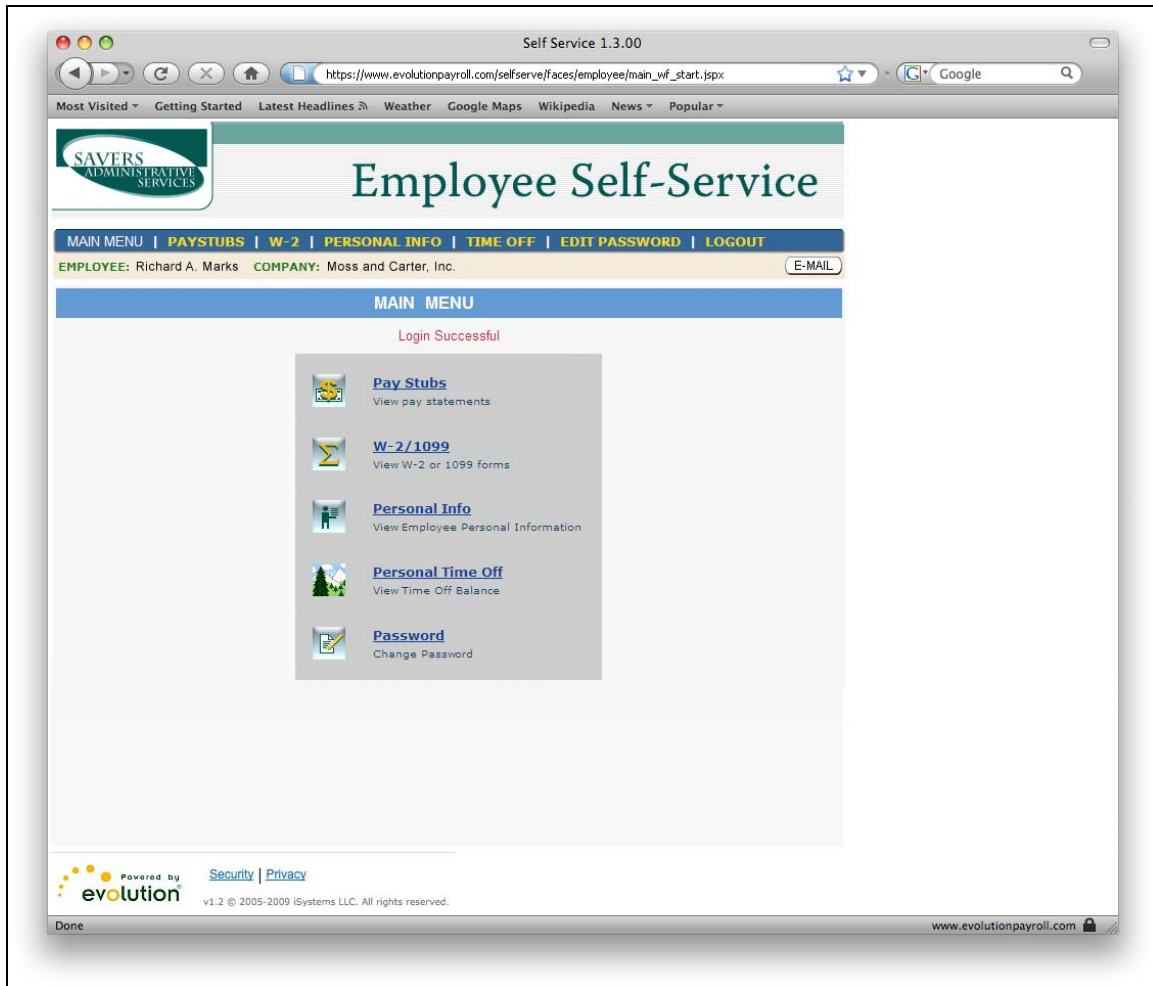 Self Service 1.3.00
https://www.evolutionpayroll.com/selfserve/faces/employee/main_wf_start.jspx
Google
Most Visited Getting Started Latest Headlines Weather Google Maps Wikipedia News Popular
SAVERS
ADMINISTRATIVE
SERVICES
Employee Self-Service
MAIN MENU | PAYSTUBS | W-2 | PERSONAL INFO | TIME OFF | EDIT PASSWORD | LOGOUT
EMPLOYEE: Richard A. Marks COMPANY: Moss and Carter, Inc. E-MAIL
MAIN MENU
Login Successful
Pay Stubs
View pay statements
W-2/1099
View W-2 or 1099 forms
Personal Info
View Employee Personal Information
Personal Time Off
View Time Off Balance
Password
Change Password
Powered by
evolution
Security | Privacy
v1.2 © 2005-2009 iSystems LLC. All rights reserved.
Done www.evolutionpayroll.com